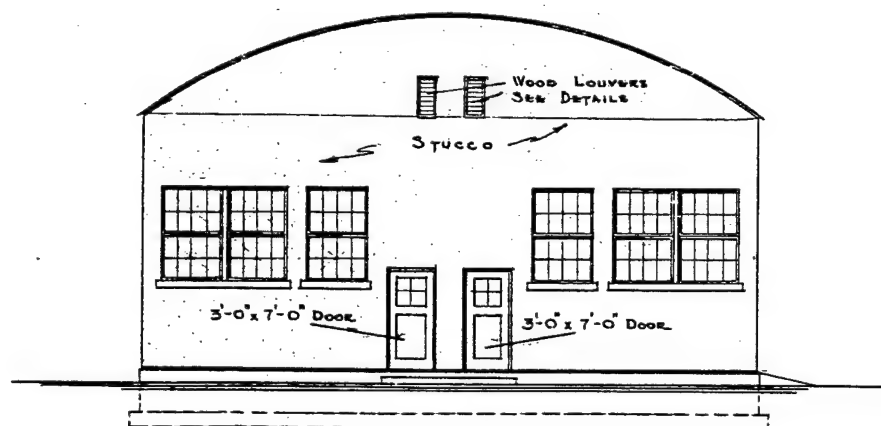 WOOD LOUVERS
SEE DETAILS
STUCCO
3'-0" x 7'-0" DOOR
3'-0" x 7'-0" DOOR